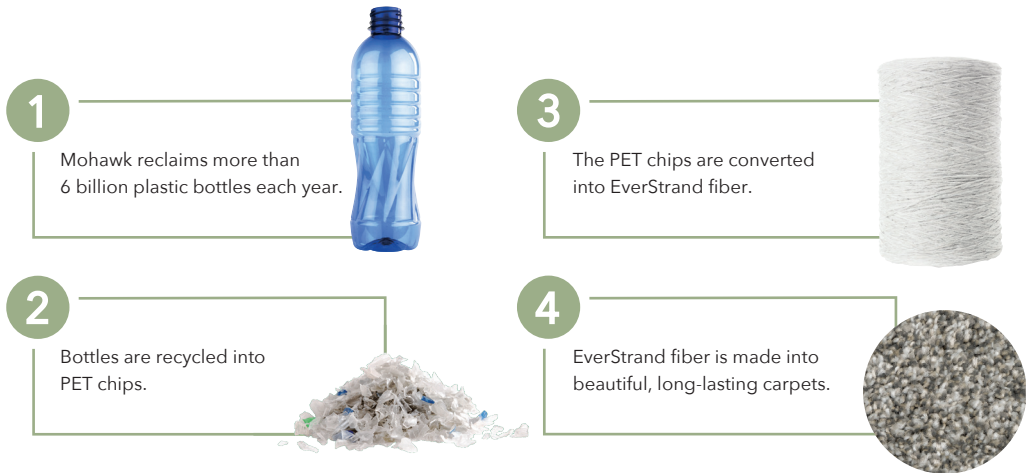 1
Mohawk reclaims more than
6 billion plastic bottles each year.
2
Bottles are recycled into
PET chips.
3
The PET chips are converted
into EverStrand fiber.
4
EverStrand fiber is made into
beautiful, long-lasting carpets.